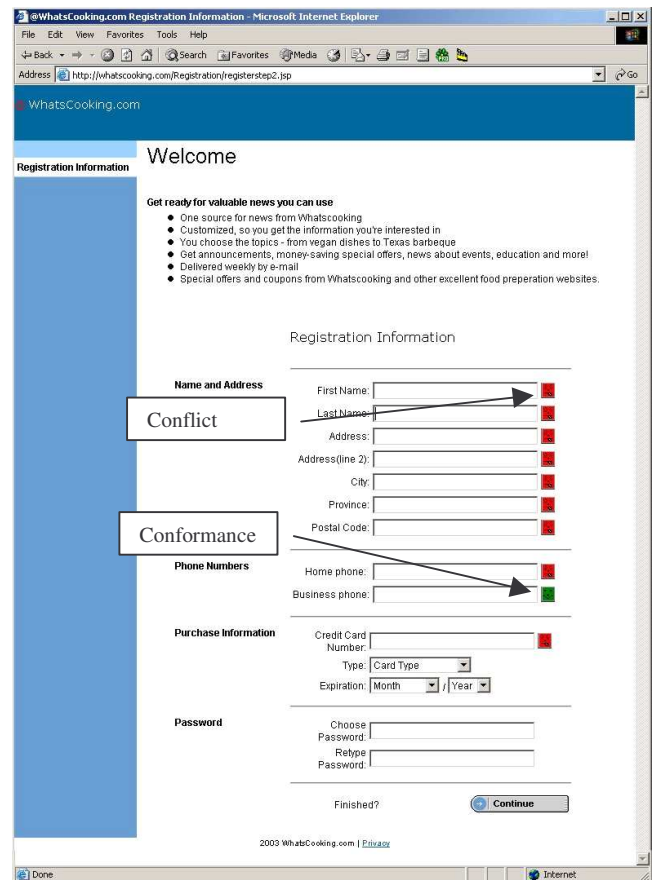 @WhatsCooking.com Registration Information - Microsoft Internet Explorer
File Edit View Favorites Tools Help
Back Search Favorites Media
Address http://whatscooking.com/Registration/registerstep2.jsp Go
WhatsCooking.com
Registration Information
Welcome
Get ready for valuable news you can use
● One source for news from Whatscooking
● Customized, so you get the information you're interested in
● You choose the topics - from vegan dishes to Texas barbeque
● Get announcements, money-saving special offers, news about events, education and more!
● Delivered weekly by e-mail
● Special offers and coupons from Whatscooking and other excellent food preperation websites.
Registration Information
Name and Address
First Name:
Conflict
Last Name:
Address:
Address(line 2):
City:
Province:
Conformance
Postal Code:
Phone Numbers
Home phone:
Business phone:
Purchase Information
Credit Card
Number:
Type: Card Type
Expiration: Month / Year
Password
Choose
Password:
Retype
Password:
Finished? Continue
2003 WhatsCooking.com | Privacy
Done Internet